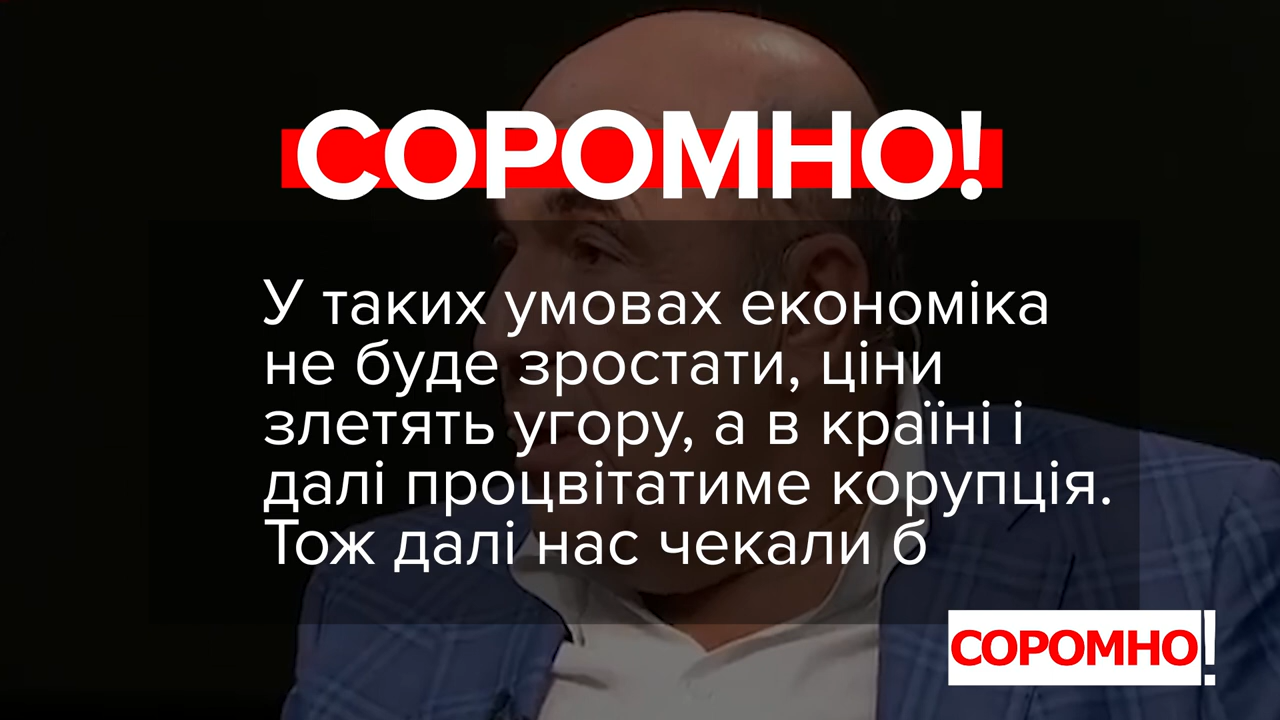 СОРОМНО!
У таких умовах економіка
не буде зростати, ціни
злетять угору, а в країні і
далі процвітатиме корупція.
Тож далі нас чекали б
СОРОМНО!